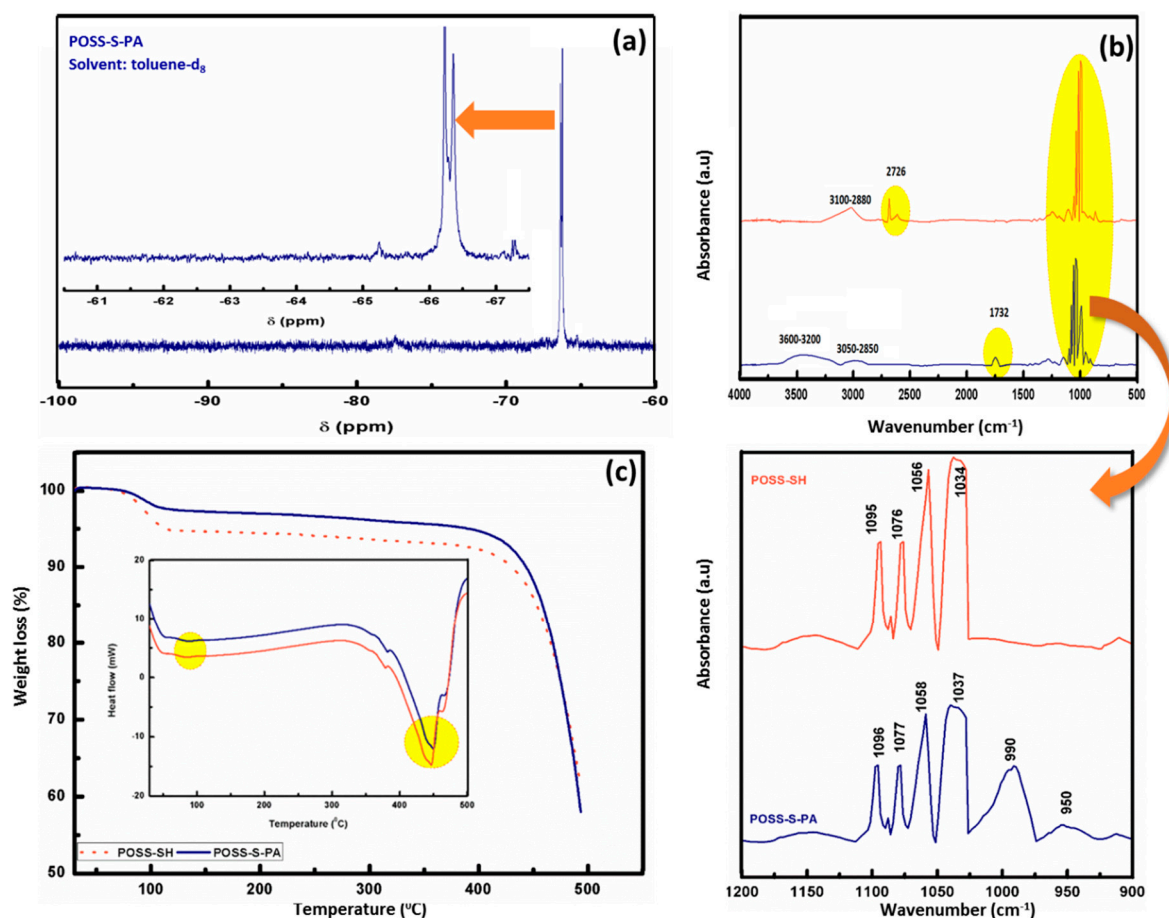 (a)
POSS-S-PA
Solvent: toluene-d8
-61 -62 -63 -64 -65 -66 -67
δ (ppm)
-100 -90 -80 -70 -60
δ (ppm)
(b)
Absorbance (a.u)
2726
3100-2880
1732
3600-3200
3050-2850
4000 3500 3000 2500 2000 1500 1000 500
Wavenumber (cm-1)
(c)
Weight loss (%)
100
90
80
70
60
50
Heat flow (mW)
20
10
0
-10
-20
100 200 300 400 500
Temperature (0C)
POSS-SH POSS-S-PA
100 200 300 400 500
Temperature (0C)
Absorbance (a.u)
POSS-SH
1095
1076
1056
1034
1096
1077
1058
1037
990
950
POSS-S-PA
1200 1100 1050 1000 950 900
Wavenumber (cm-1)